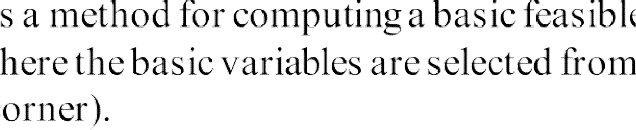 s a method for computing a basic feasible
here the basic variables are selected from
orner).